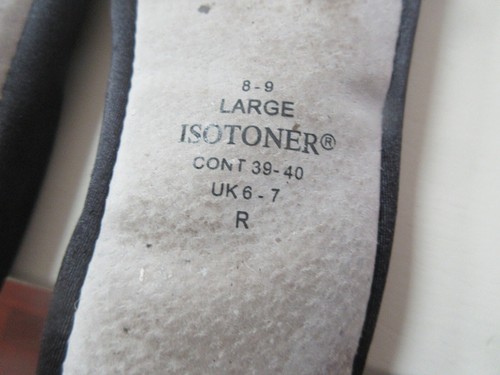 8-9
LARGE
ISOTONER®
CONT 39-40
UK 6-7
R